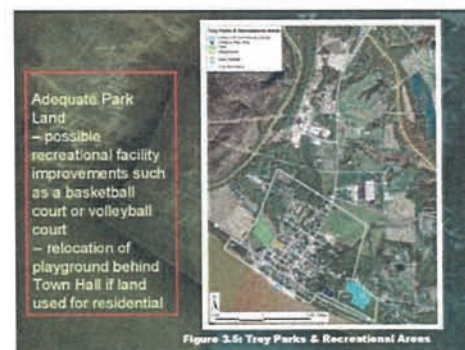 Adequate Park
Land
– possible
recreational facility
improvements such
as a basketball
court or volleyball
court
– relocation of
playground behind
Town Hall if land
used for residential
Troy Parks & Recreational Areas
Figure 3.5: Troy Parks & Recreational Areas